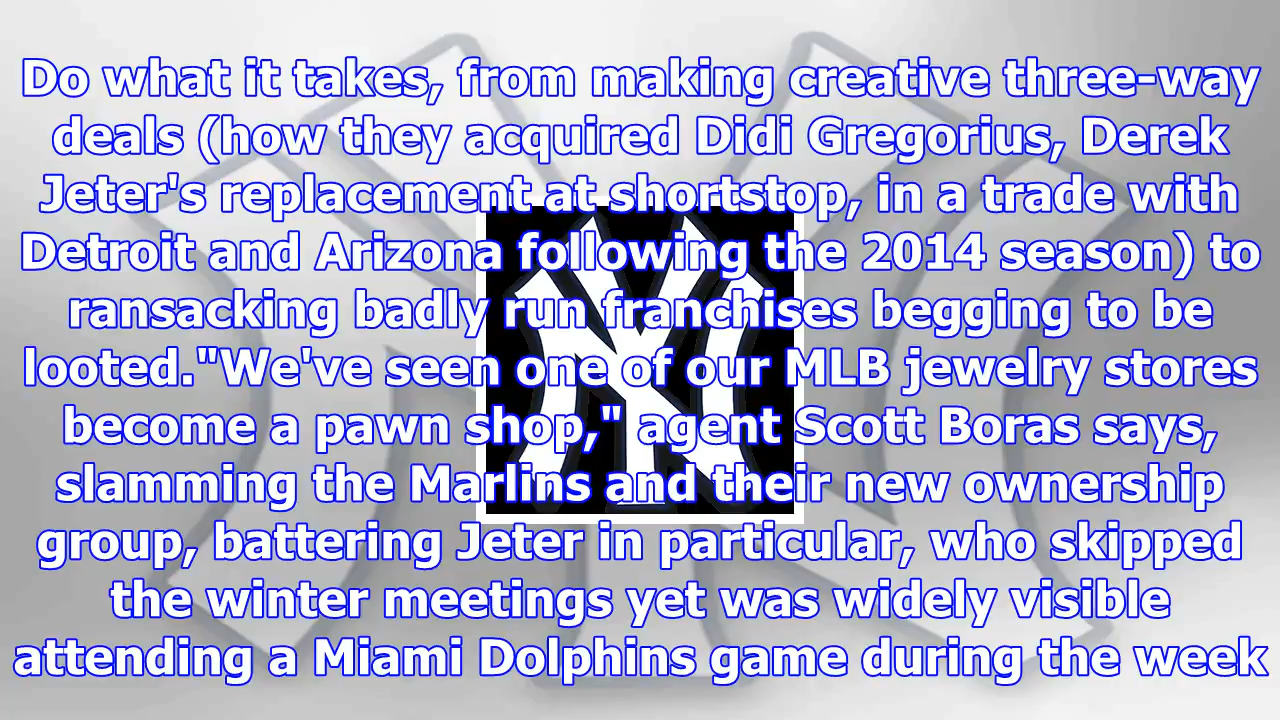 Do what it takes, from making creative three-way
deals (how they acquired Didi Gregorius, Derek
Jeter's replacement at shortstop, in a trade with
Detroit and Arizona following the 2014 season) to
ransacking badly run franchises begging to be
looted."We've seen one of our MLB jewelry stores
become a pawn shop," agent Scott Boras says,
slamming the Marlins and their new ownership
group, battering Jeter in particular, who skipped
the winter meetings yet was widely visible
attending a Miami Dolphins game during the week